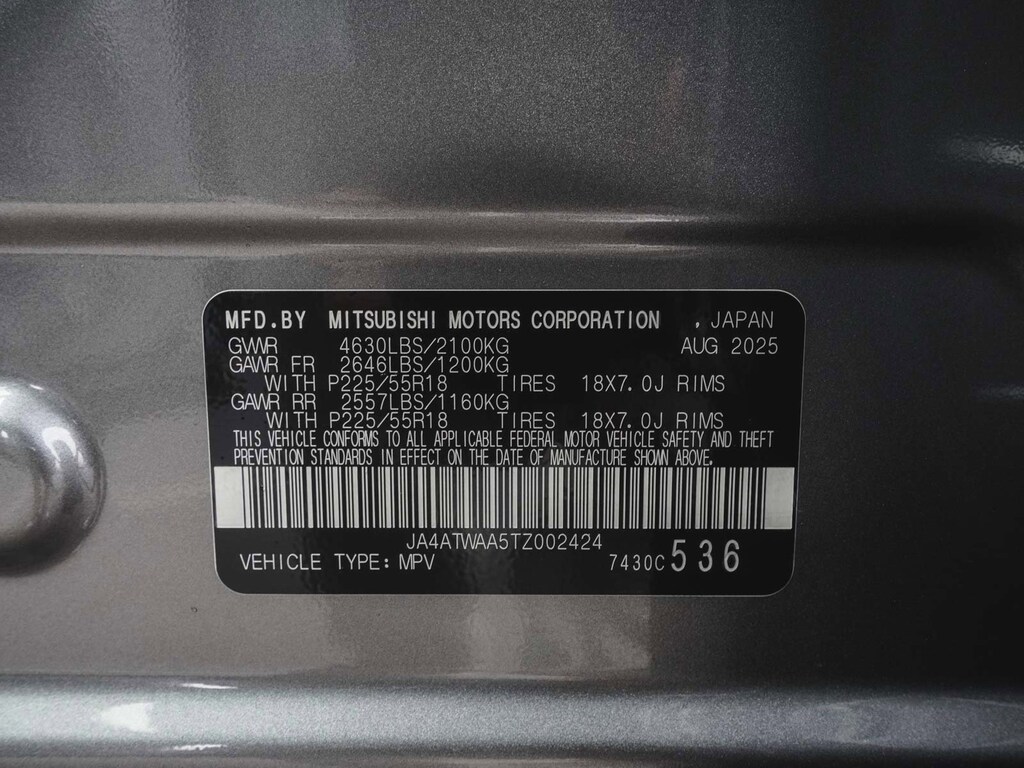 MFD.BY MITSUBISHI MOTORS CORPORATION , JAPAN
GVWR 4630LBS/2100KG AUG 2025
GAWR FR 2646LBS/1200KG
WITH P225/55R18 TIRES 18X7.0J RIMS
GAWR RR 2557LBS/1160KG
WITH P225/55R18 TIRES 18X7.0J RIMS
THIS VEHICLE CONFORMS TO ALL APPLICABLE FEDERAL MOTOR VEHICLE SAFETY AND THEFT
PREVENTION STANDARDS IN EFFECT ON THE DATE OF MANUFACTURE SHOWN ABOVE.
JA4ATWAA5TZ002424
VEHICLE TYPE: MPV 7430C 536